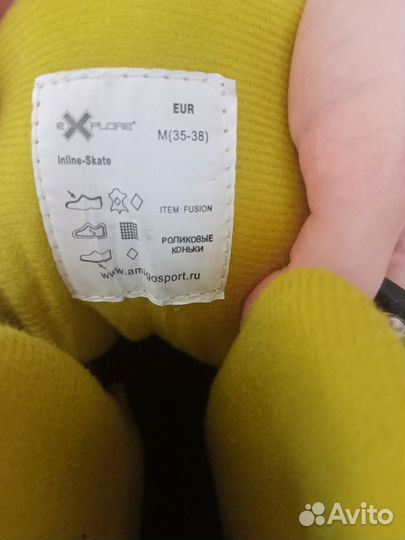 eXPLORE
EUR
M(35-38)
Inline-Skate
ITEM: FUSION
РОЛИКОВЫЕ
КОНЬКИ
www.amigosport.ru
Avito